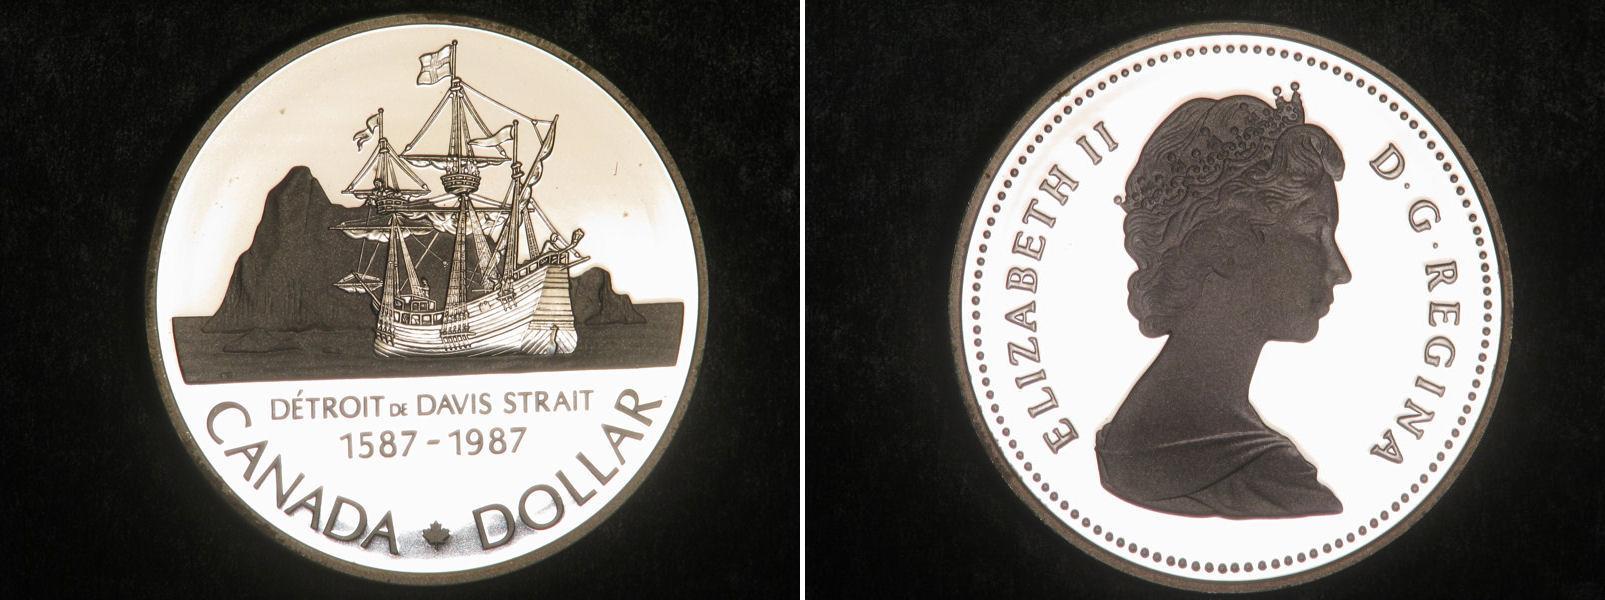 DÉTROIT DE DAVIS STRAIT
1587-1987
CANADA DOLLAR
ELIZABETH II D·G·REGINA